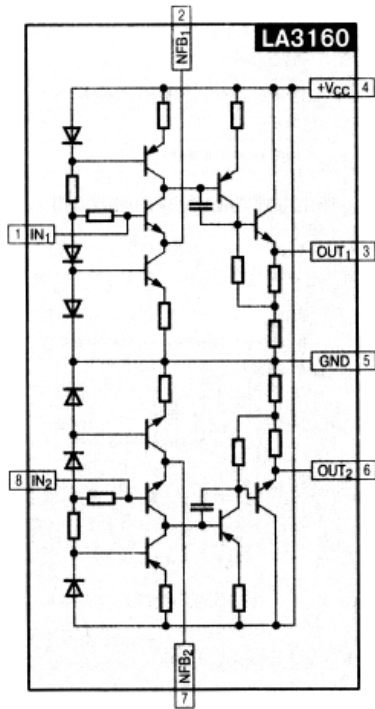 2
NFB1
LA3160
+VCC 4
1 IN1
OUT1 3
GND 5
8 IN2
OUT2 6
NFB2
7